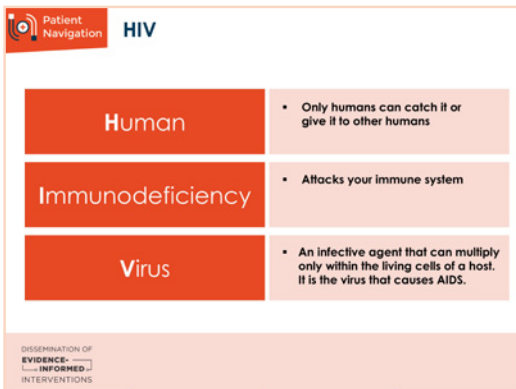 Patient
Navigation
HIV
Human
▪ Only humans can catch it or
give it to other humans
Immunodeficiency
▪ Attacks your immune system
Virus
▪ An infective agent that can multiply
only within the living cells of a host.
It is the virus that causes AIDS.
DISSEMINATION OF
EVIDENCE-
INFORMED
INTERVENTIONS